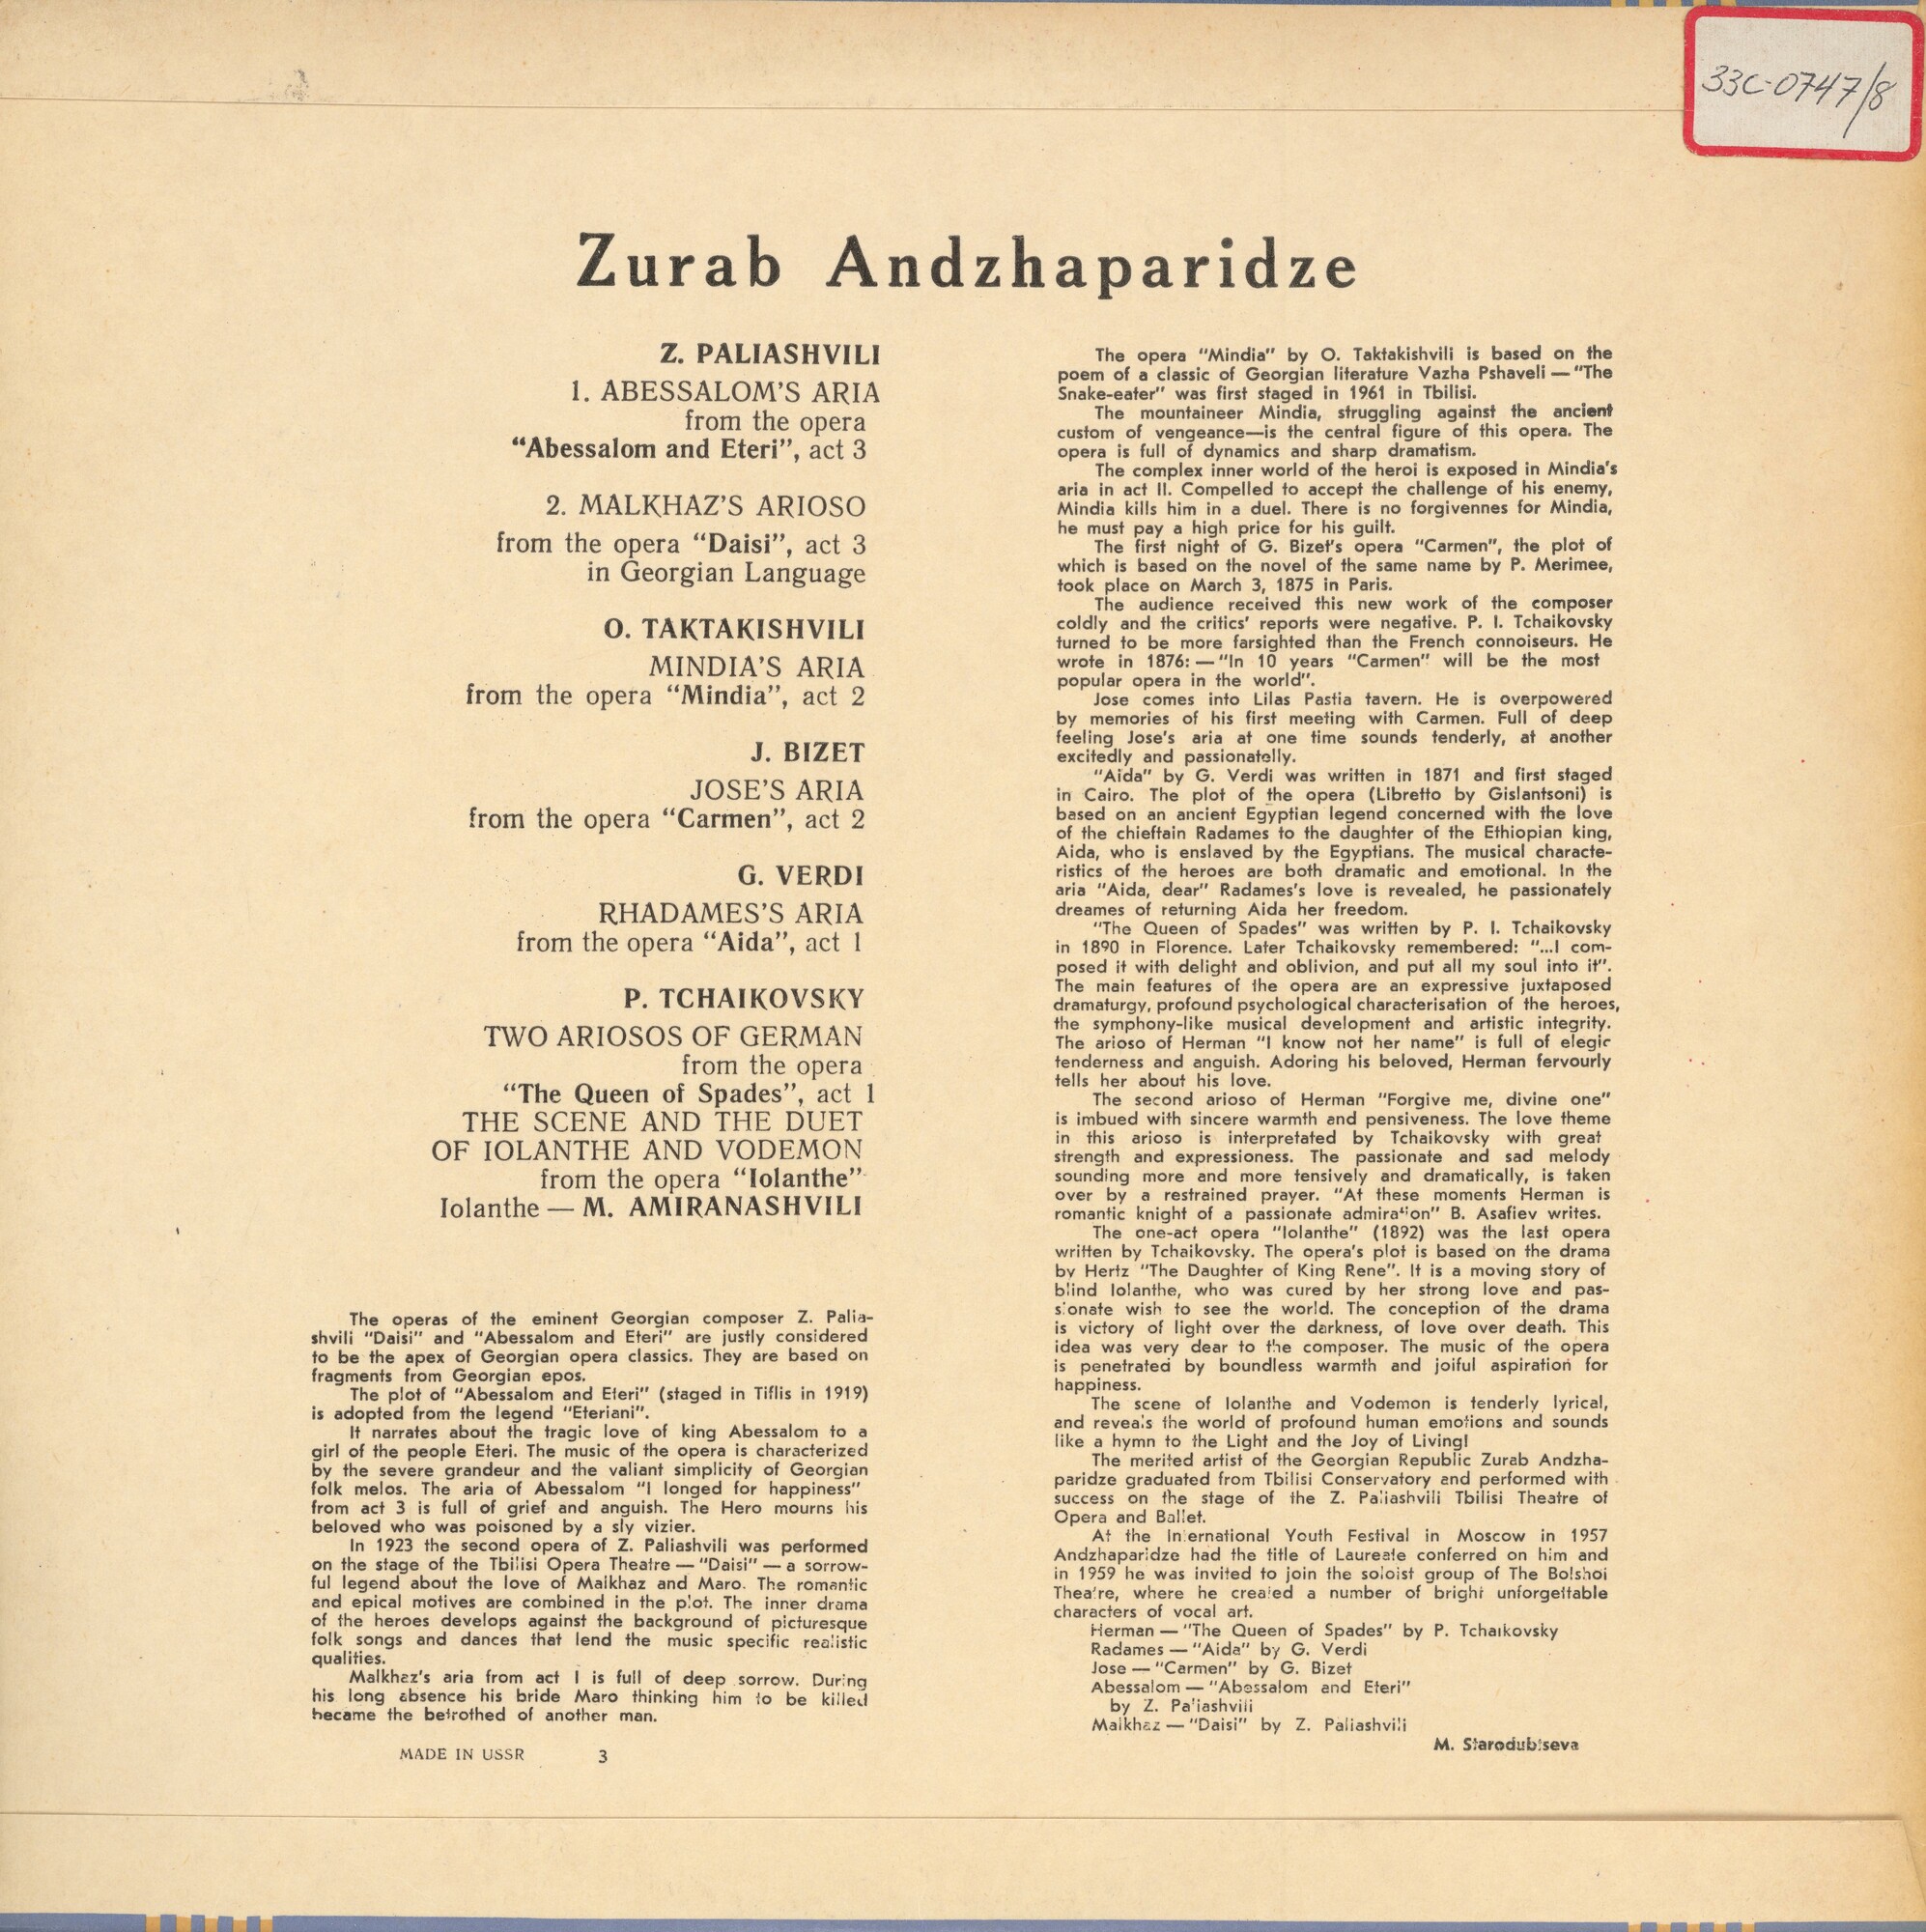 33C-0747/8
Zurab Andzhaparidze
Z. PALIASHVILI
1. ABESSALOM'S ARIA
from the opera
“Abessalom and Eteri”, act 3
2. MALKHAZ'S ARIOSO
from the opera “Daisi”, act 3
in Georgian Language
O. TAKTAKISHVILI
MINDIA'S ARIA
from the opera “Mindia”, act 2
J. BIZET
JOSE'S ARIA
from the opera “Carmen”, act 2
G. VERDI
RHADAMES'S ARIA
from the opera “Aida”, act 1
P. TCHAIKOVSKY
TWO ARIOSOS OF GERMAN
from the opera
“The Queen of Spades”, act 1
THE SCENE AND THE DUET
OF IOLANTHE AND VODEMON
from the opera “Iolanthe”
Iolanthe — M. AMIRANASHVILI
The operas of the eminent Georgian composer Z. Palia-
shvili “Daisi” and “Abessalom and Eteri” are justly considered
to be the apex of Georgian opera classics. They are based on
fragments from Georgian epos.
The plot of “Abessalom and Eteri” (staged in Tiflis in 1919)
is adopted from the legend “Eteriani”.
It narrates about the tragic love of king Abessalom to a
girl of the people Eteri. The music of the opera is characterized
by the severe grandeur and the valiant simplicity of Georgian
folk melos. The aria of Abessalom “I longed for happiness”
from act 3 is full of grief and anguish. The Hero mourns his
beloved who was poisoned by a sly vizier.
In 1923 the second opera of Z. Paliashvili was performed
on the stage of the Tbilisi Opera Theatre — “Daisi” — a sorrow-
ful legend about the love of Malkhaz and Maro. The romantic
and epical motives are combined in the plot. The inner drama
of the heroes develops against the background of picturesque
folk songs and dances that lend the music specific realistic
qualities.
Malkhaz's aria from act I is full of deep sorrow. During
his long absence his bride Maro thinking him to be killed
became the betrothed of another man.
MADE IN USSR 3
The opera “Mindia” by O. Taktakishvili is based on the
poem of a classic of Georgian literature Vazha Pshaveli — “The
Snake-eater” was first staged in 1961 in Tbilisi.
The mountaineer Mindia, struggling against the ancient
custom of vengeance—is the central figure of this opera. The
opera is full of dynamics and sharp dramatism.
The complex inner world of the heroi is exposed in Mindia's
aria in act II. Compelled to accept the challenge of his enemy,
Mindia kills him in a duel. There is no forgivennes for Mindia,
he must pay a high price for his guilt.
The first night of G. Bizet's opera “Carmen”, the plot of
which is based on the novel of the same name by P. Merimee,
took place on March 3, 1875 in Paris.
The audience received this new work of the composer
coldly and the critics' reports were negative. P. I. Tchaikovsky
turned to be more farsighted than the French connoiseurs. He
wrote in 1876: — “In 10 years “Carmen” will be the most
popular opera in the world”.
Jose comes into Lilas Pastia tavern. He is overpowered
by memories of his first meeting with Carmen. Full of deep
feeling Jose's aria at one time sounds tenderly, at another
excitedly and passionatelly.
“Aida” by G. Verdi was written in 1871 and first staged
in Cairo. The plot of the opera (Libretto by Gislantsoni) is
based on an ancient Egyptian legend concerned with the love
of the chieftain Radames to the daughter of the Ethiopian king,
Aida, who is enslaved by the Egyptians. The musical characte-
ristics of the heroes are both dramatic and emotional. In the
aria “Aida, dear” Radames's love is revealed, he passionately
dreames of returning Aida her freedom.
“The Queen of Spades” was written by P. I. Tchaikovsky
in 1890 in Florence. Later Tchaikovsky remembered: “...I com-
posed it with delight and oblivion, and put all my soul into it”.
The main features of the opera are an expressive juxtaposed
dramaturgy, profound psychological characterisation of the heroes,
the symphony-like musical development and artistic integrity.
The arioso of Herman “I know not her name” is full of elegic
tenderness and anguish. Adoring his beloved, Herman fervourly
tells her about his love.
The second arioso of Herman “Forgive me, divine one”
is imbued with sincere warmth and pensiveness. The love theme
in this arioso is interpretated by Tchaikovsky with great
strength and expressioness. The passionate and sad melody
sounding more and more tensively and dramatically, is taken
over by a restrained prayer. “At these moments Herman is
romantic knight of a passionate admiration” B. Asafiev writes.
The one-act opera “Iolanthe” (1892) was the last opera
written by Tchaikovsky. The opera's plot is based on the drama
by Hertz “The Daughter of King Rene”. It is a moving story of
blind Iolanthe, who was cured by her strong love and pas-
sionate wish to see the world. The conception of the drama
is victory of light over the darkness, of love over death. This
idea was very dear to the composer. The music of the opera
is penetrated by boundless warmth and joiful aspiration for
happiness.
The scene of Iolanthe and Vodemon is tenderly lyrical,
and reveals the world of profound human emotions and sounds
like a hymn to the Light and the Joy of Living!
The merited artist of the Georgian Republic Zurab Andzha-
paridze graduated from Tbilisi Conservatory and performed with
success on the stage of the Z. Paliashvili Tbilisi Theatre of
Opera and Ballet.
At the International Youth Festival in Moscow in 1957
Andzhaparidze had the title of Laureate conferred on him and
in 1959 he was invited to join the soloist group of The Bolshoi
Theatre, where he created a number of bright unforgettable
characters of vocal art.
Herman — “The Queen of Spades” by P. Tchaikovsky
Radames — “Aida” by G. Verdi
Jose — “Carmen” by G. Bizet
Abessalom — “Abessalom and Eteri”
by Z. Paliashvili
Malkhaz — “Daisi” by Z. Paliashvili
M. Starodubtseva